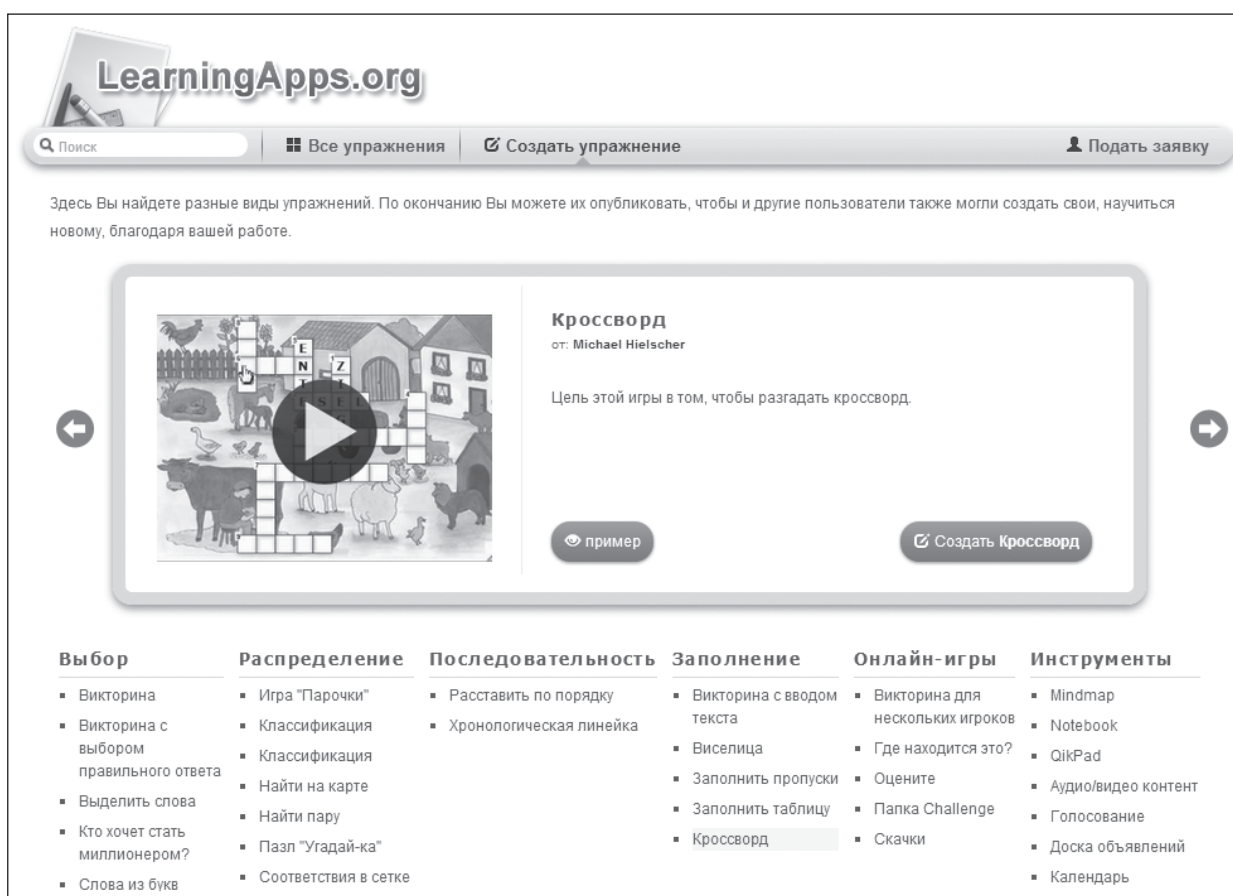 LearningApps.org
Поиск
Все упражнения
Создать упражнение
Подать заявку
Здесь Вы найдете разные виды упражнений. По окончанию Вы можете их опубликовать, чтобы и другие пользователи также могли создать свои, научиться
новому, благодаря вашей работе.
Кроссворд
от: Michael Hielscher
Цель этой игры в том, чтобы разгадать кроссворд.
пример
Создать Кроссворд
Выбор
Викторина
Викторина с
выбором
правильного ответа
Выделить слова
Кто хочет стать
миллионером?
Слова из букв
Распределение
Игра "Парочки"
Классификация
Классификация
Найти на карте
Найти пару
Пазл "Угадай-ка"
Соответствия в сетке
Последовательность
Расставить по порядку
Хронологическая линейка
Заполнение
Викторина с вводом
текста
Виселица
Заполнить пропуски
Заполнить таблицу
Кроссворд
Онлайн-игры
Викторина для
нескольких игроков
Где находится это?
Оцените
Папка Challenge
Скачки
Инструменты
Mindmap
Notebook
QikPad
Аудио/видео контент
Голосование
Доска объявлений
Календарь